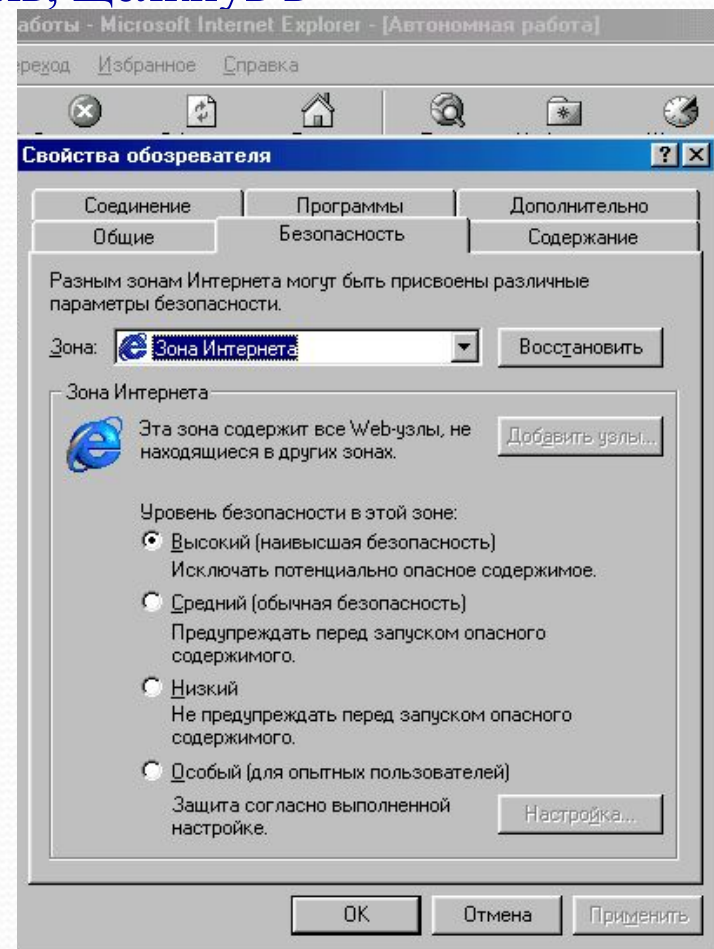 щелкнув в
аботы - Microsoft Internet Explorer - [Автономная работа]
реход Избранное Справка
Свойства обозревателя
Соединение Программы Дополнительно
Общие Безопасность Содержание
Разным зонам Интернета могут быть присвоены различные
параметры безопасности.
Зона: Зона Интернета Восстановить
Зона Интернета
Эта зона содержит все Web-узлы, не
находящиеся в других зонах.
Добавить узлы...
Уровень безопасности в этой зоне:
Высокий (наивысшая безопасность)
Исключать потенциально опасное содержимое.
Средний (обычная безопасность)
Предупреждать перед запуском опасного
содержимого.
Низкий
Не предупреждать перед запуском опасного
содержимого.
Особый (для опытных пользователей)
Защита согласно выполненной
настройке.
Настройка...
OK Отмена Применить